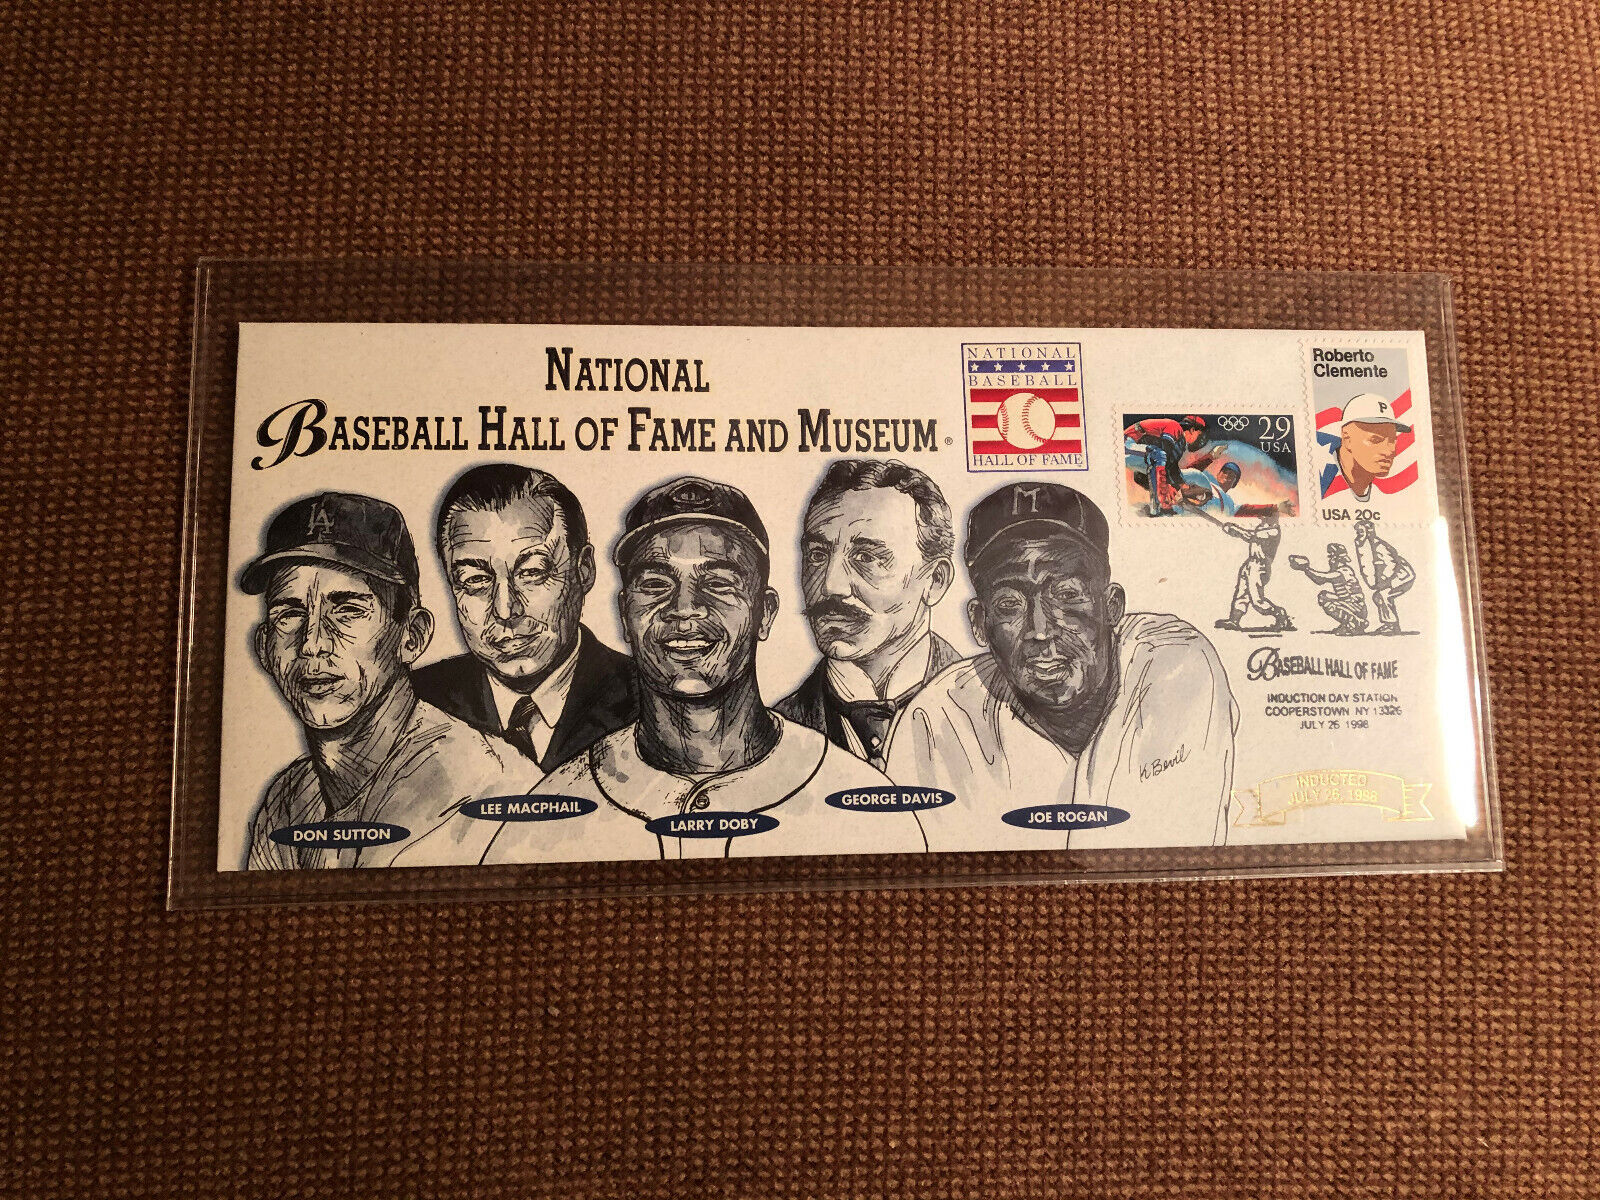 NATIONAL
BASEBALL HALL OF FAME AND MUSEUM®
NATIONAL
BASEBALL
HALL OF FAME
29
USA
Roberto
Clemente
P
USA 20c
LA
C
M
BASEBALL HALL OF FAME
INDUCTION DAY STATION
COOPERSTOWN NY 13326
JULY 26 1998
K Bevil
INDUCTED
JULY 26, 1998
DON SUTTON
LEE MACPHAIL
LARRY DOBY
GEORGE DAVIS
JOE ROGAN